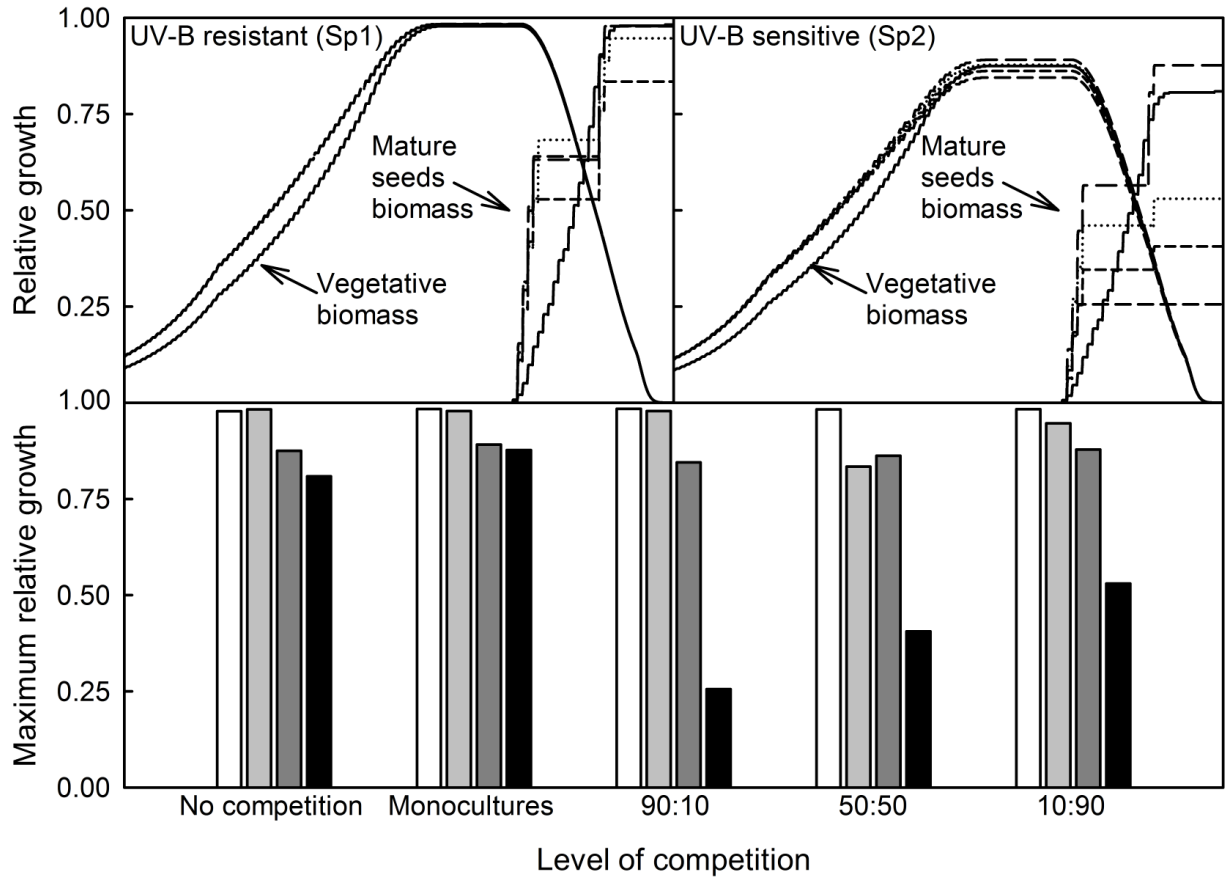 Relative growth
1.00
0.75
0.50
0.25
1.00
UV-B resistant (Sp1)
Mature
seeds
biomass
Vegetative
biomass
UV-B sensitive (Sp2)
Mature
seeds
biomass
Vegetative
biomass
Maximum relative growth
0.75
0.50
0.25
0.00
No competition
Monocultures
90:10
50:50
10:90
Level of competition